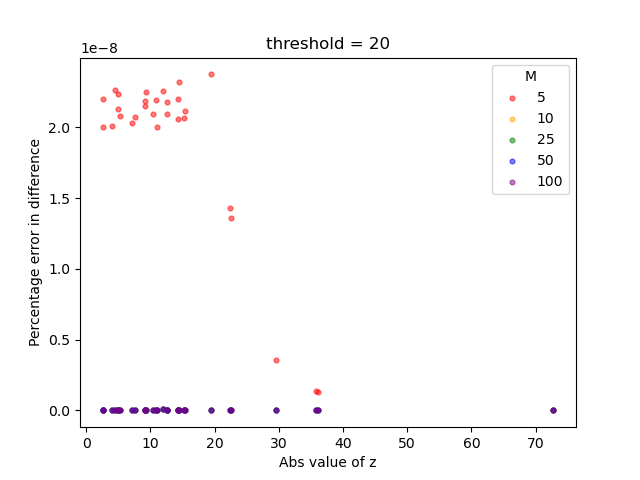 threshold = 20
1e−8
2.0
1.5
1.0
0.5
0.0
Percentage error in difference
0 10 20 30 40 50 60 70
Abs value of z
M
5
10
25
50
100